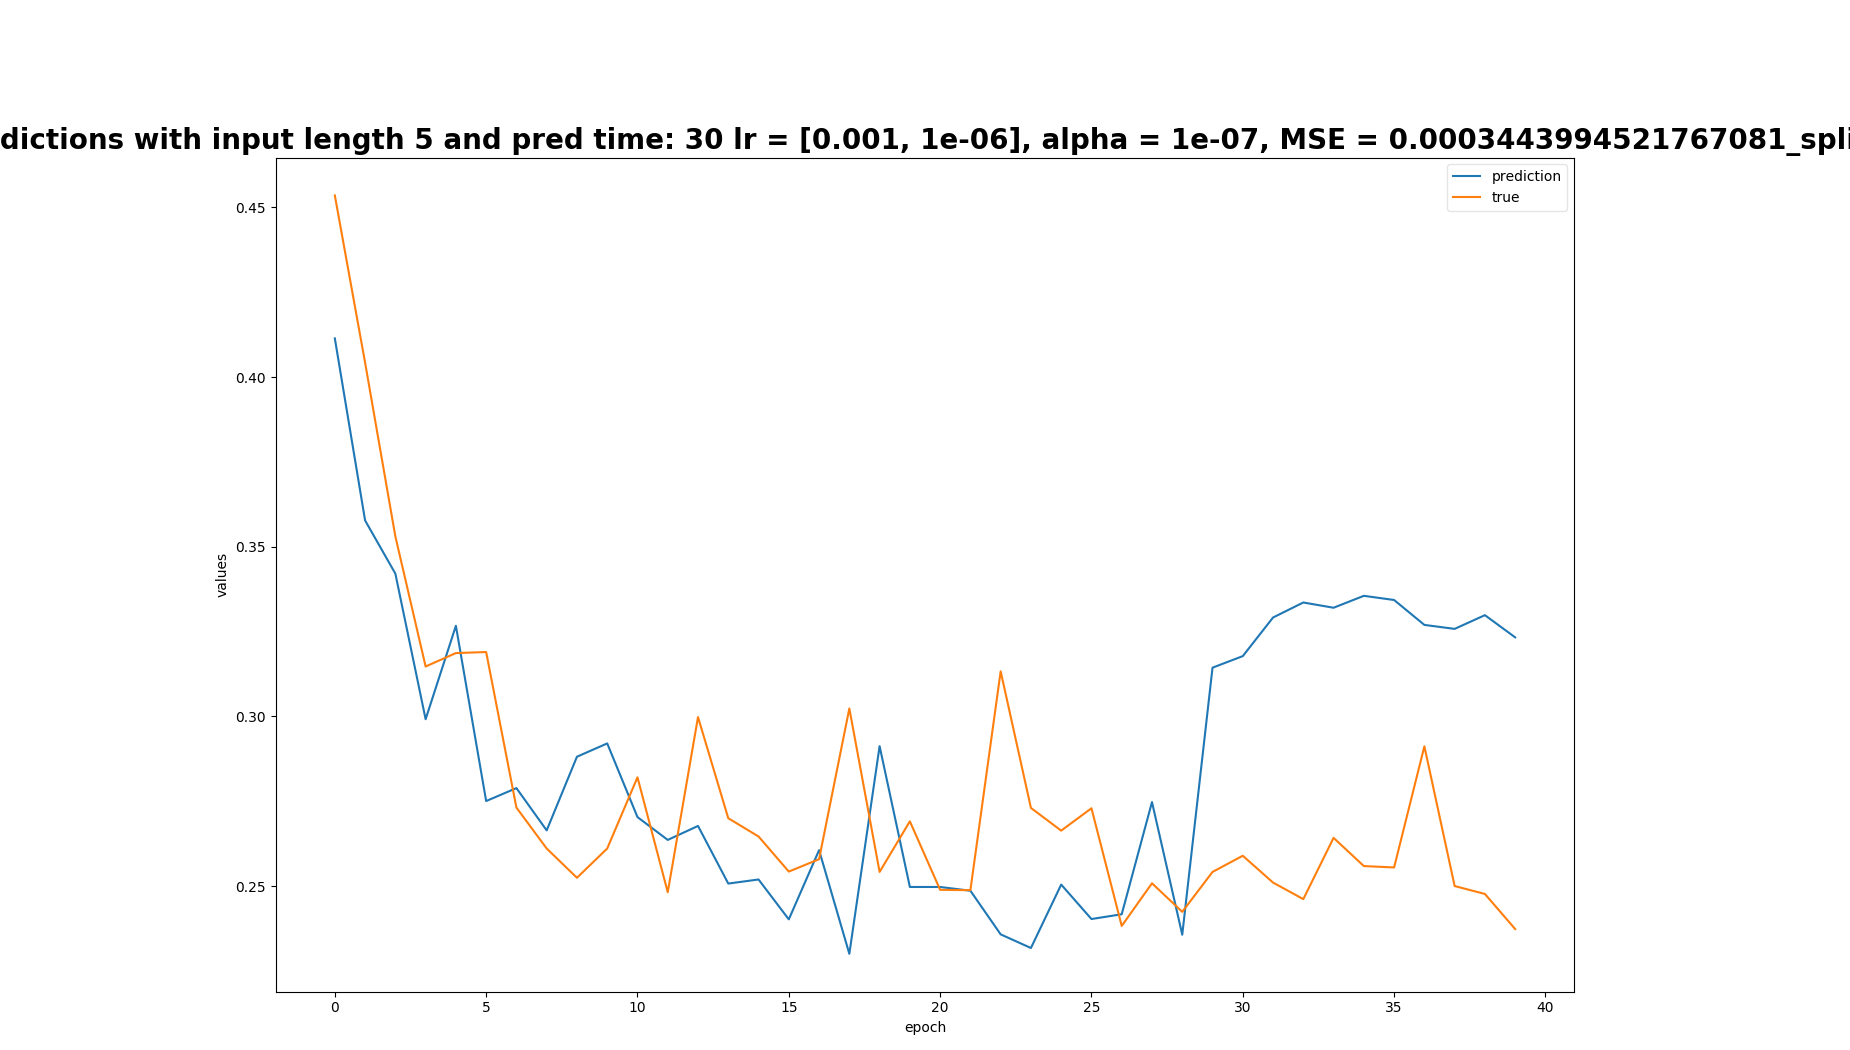 dictions with input length 5 and pred time: 30 lr = [0.001, 1e-06], alpha = 1e-07, MSE = 0.0003443994521767081_spli
prediction
true
0.45
0.40
0.35
0.30
0.25
values
0 5 10 15 20 25 30 35 40
epoch